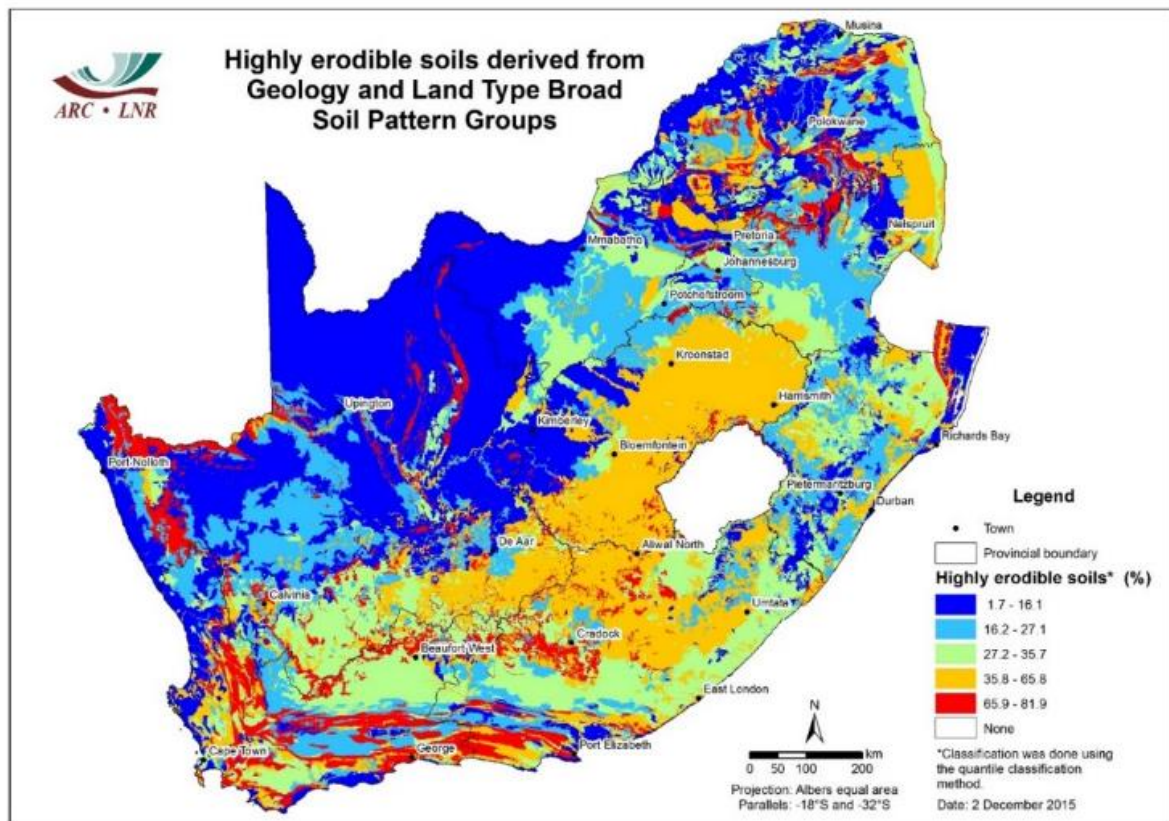 ARC • LNR
Highly erodible soils derived from
Geology and Land Type Broad
Soil Pattern Groups
Musina
Polokwane
Nelspruit
Pretoria
Mmabatho
Johannesburg
Potchefstroom
Kroonstad
Harrismith
Upington
Kimberley
Bloemfontein
Richards Bay
Port Nolloth
Pietermaritzburg
Durban
De Aar
Aliwal North
Calvinia
Umtata
Cradock
Beaufort West
East London
Cape Town
George
Port Elizabeth
Legend
Town
Provincial boundary
Highly erodible soils* (%)
1.7 - 16.1
16.2 - 27.1
27.2 - 35.7
35.8 - 65.8
65.9 - 81.9
None
*Classification was done using
the quantile classification
method.
Date: 2 December 2015
N
km
0 50 100 200
Projection: Albers equal area
Parallels: -18°S and -32°S